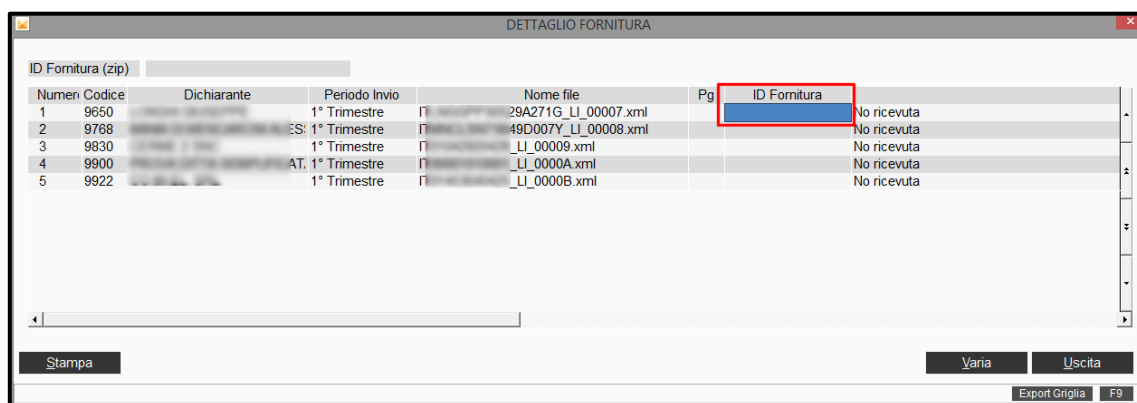 DETTAGLIO FORNITURA
ID Fornitura (zip)
Numero Codice Dichiarante Periodo Invio Nome file Pg ID Fornitura
1 9650 1° Trimestre 29A271G_LI_00007.xml No ricevuta
2 9768 1° Trimestre 49D007Y_LI_00008.xml
3 9830 1° Trimestre _LI_00009.xml No ricevuta
4 9900 1° Trimestre _LI_0000A.xml No ricevuta
5 9922 1° Trimestre _LI_0000B.xml No ricevuta
Stampa Varia Uscita
Export Griglia F9